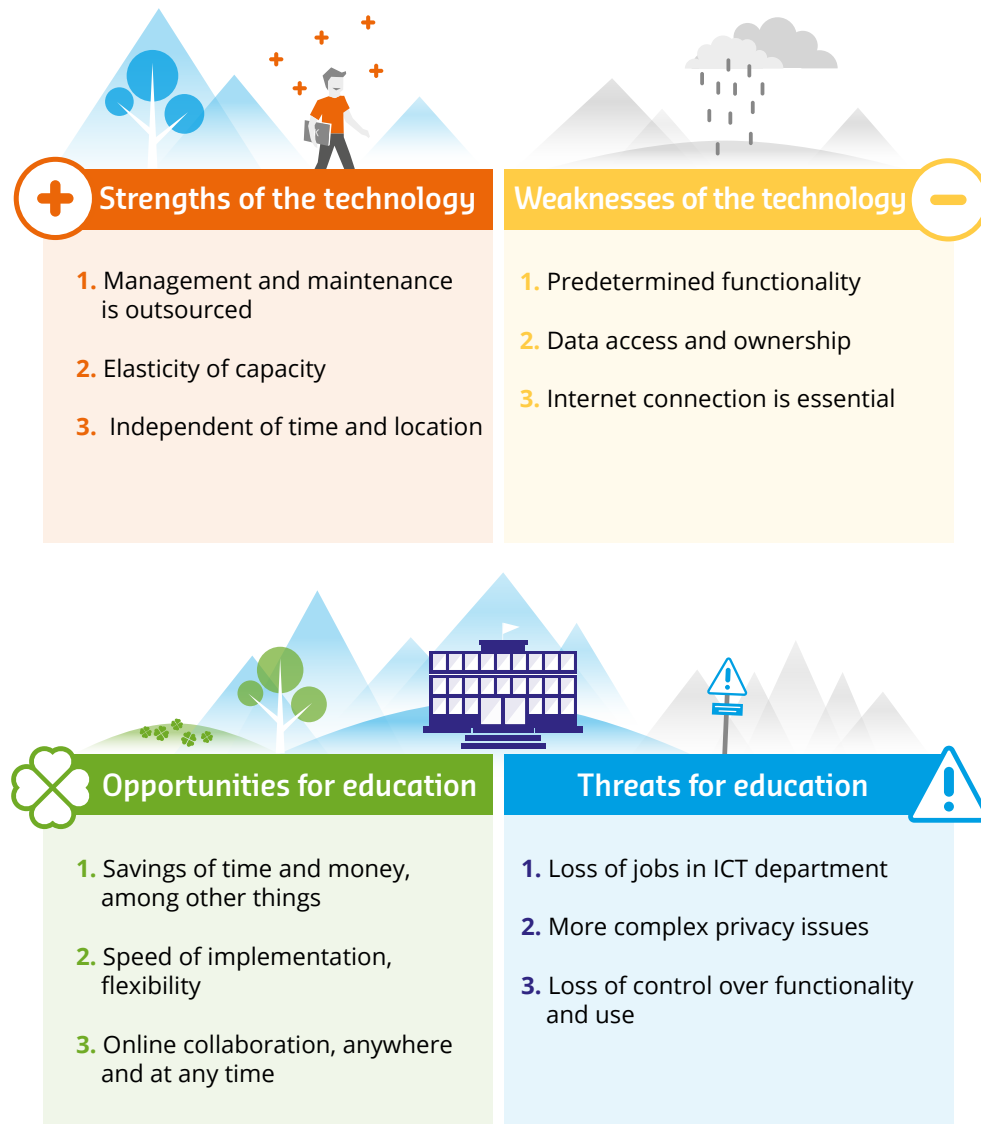 Strengths of the technology
1. Management and maintenance
is outsourced
2. Elasticity of capacity
3. Independent of time and location
Weaknesses of the technology
1. Predetermined functionality
2. Data access and ownership
3. Internet connection is essential
Opportunities for education
1. Savings of time and money,
among other things
2. Speed of implementation,
flexibility
3. Online collaboration, anywhere
and at any time
Threats for education
1. Loss of jobs in ICT department
2. More complex privacy issues
3. Loss of control over functionality
and use